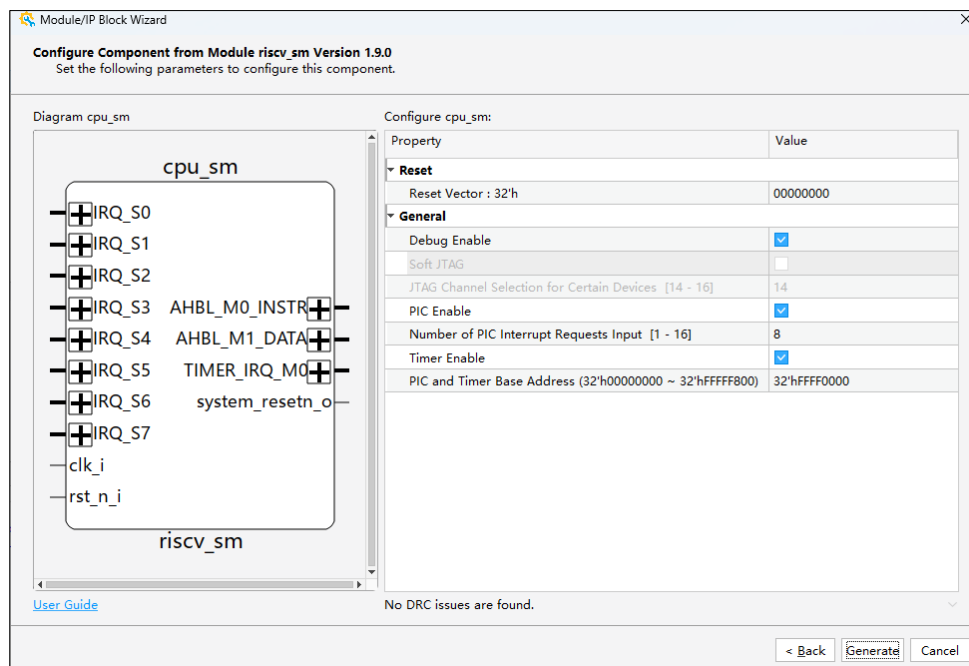 Module/IP Block Wizard
Configure Component from Module riscv_sm Version 1.9.0
Set the following parameters to configure this component.
Diagram cpu_sm
cpu_sm
IRQ_S0
IRQ_S1
IRQ_S2
IRQ_S3 AHBL_M0_INSTR
IRQ_S4 AHBL_M1_DATA
IRQ_S5 TIMER_IRQ_M0
IRQ_S6 system_resetn_o
IRQ_S7
clk_i
rst_n_i
riscv_sm
User Guide
Configure cpu_sm:
Property Value
Reset
Reset Vector : 32'h 00000000
General
Debug Enable
Soft JTAG
JTAG Channel Selection for Certain Devices [14 - 16] 14
PIC Enable
Number of PIC Interrupt Requests Input [1 - 16] 8
Timer Enable
PIC and Timer Base Address (32'h00000000 ~ 32'hFFFFF800) 32'hFFFF0000
No DRC issues are found.
< Back Generate Cancel